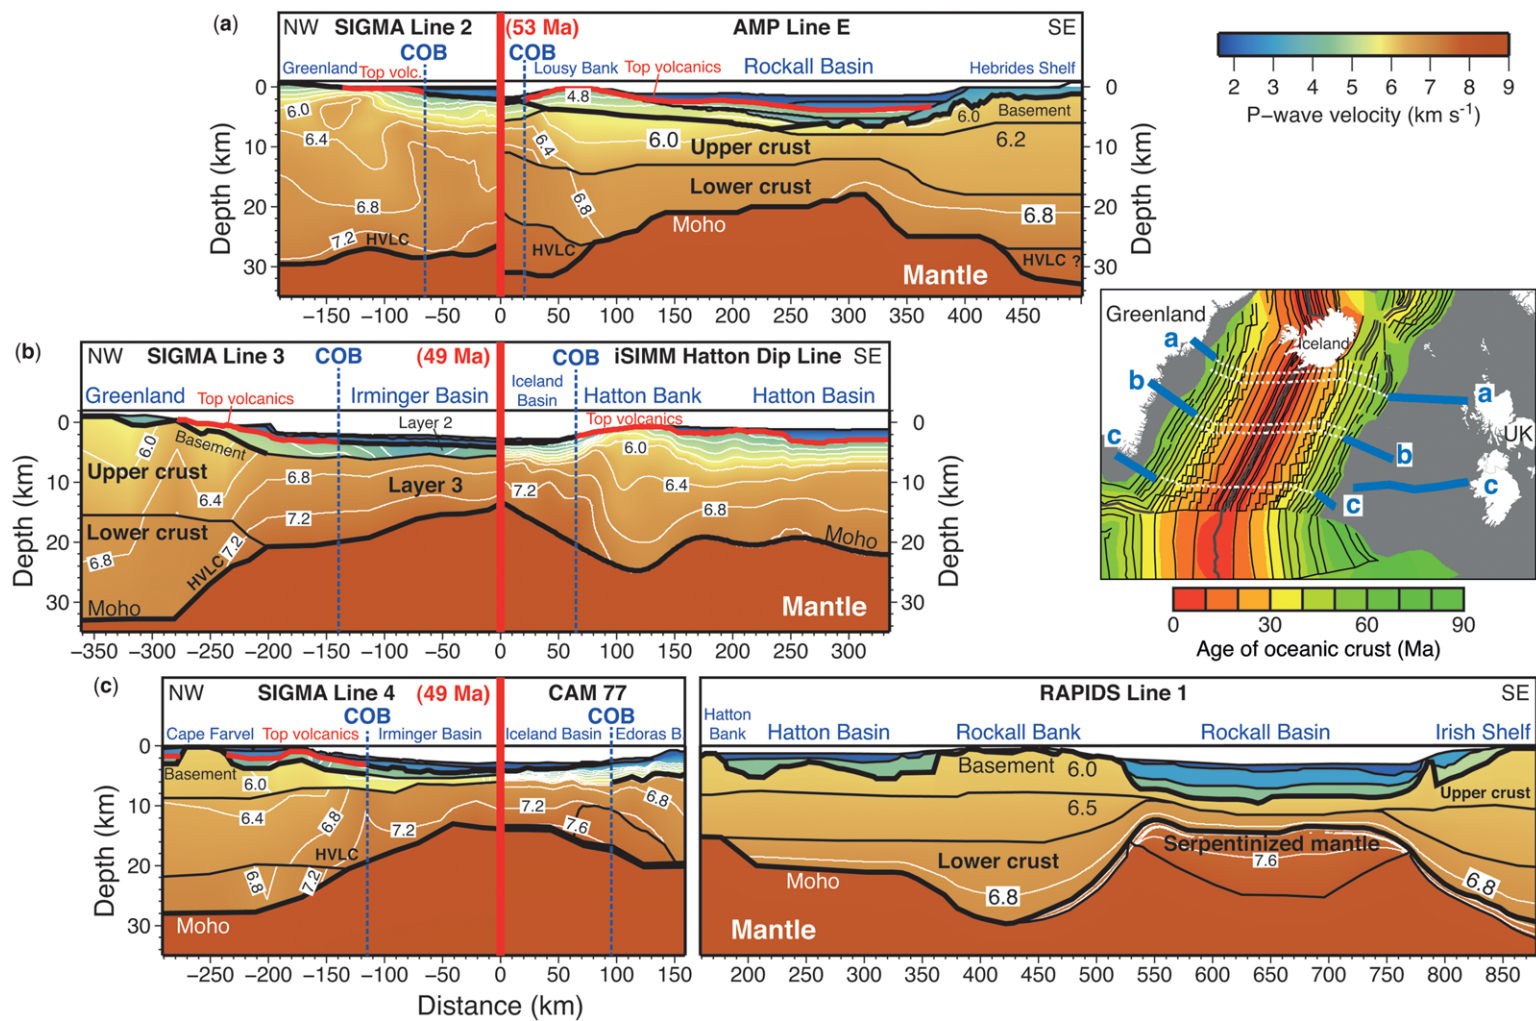 (a)
NW SIGMA Line 2 (53 Ma) AMP Line E SE
COB COB
Greenland Top volc. Lousy Bank Top volcanics Rockall Basin Hebrides Shelf
0 0
4.8
6.0 6.0 Basement
6.4 6.4 6.0 6.2
10 Upper crust 10
Lower crust
6.8 6.8 6.8
20 Moho 20
7.2 HVLC HVLC HVLC ?
30 Mantle 30
Depth (km) Depth (km)
−150 −100 −50 0 50 100 150 200 250 300 350 400 450
2 3 4 5 6 7 8 9
P−wave velocity (km s⁻¹)
Greenland
Iceland
UK
a a
b b
c c c
0 30 60 90
Age of oceanic crust (Ma)
(b)
NW SIGMA Line 3 COB (49 Ma) COB iSIMM Hatton Dip Line SE
Greenland Top volcanics Irminger Basin Iceland Basin Hatton Bank Hatton Basin
Top volcanics
Layer 2
0 0
6.0 Basement 6.0
Upper crust 6.8 6.4
6.4 Layer 3 7.2
10 10
7.2 6.8
Lower crust
6.8 7.2 Moho
20 20
HVLC
30 Moho Mantle 30
Depth (km) Depth (km)
−350 −300 −250 −200 −150 −100 −50 0 50 100 150 200 250 300
(c)
NW SIGMA Line 4 (49 Ma) CAM 77
COB COB
Cape Farvel Top volcanics Irminger Basin Iceland Basin Edoras B
0
Basement
6.0 6.8
10 7.2
6.4 6.8 7.2 7.6
HVLC
20
6.8 7.2
30 Moho
Depth (km)
−250 −200 −150 −100 −50 0 50 100 150
RAPIDS Line 1 SE
Hatton Bank Hatton Basin Rockall Bank Rockall Basin Irish Shelf
Basement 6.0
6.5 Upper crust
Lower crust Serpentinized mantle
7.6
Moho 6.8 6.8
Mantle
200 250 300 350 400 450 500 550 600 650 700 750 800 850
Distance (km)